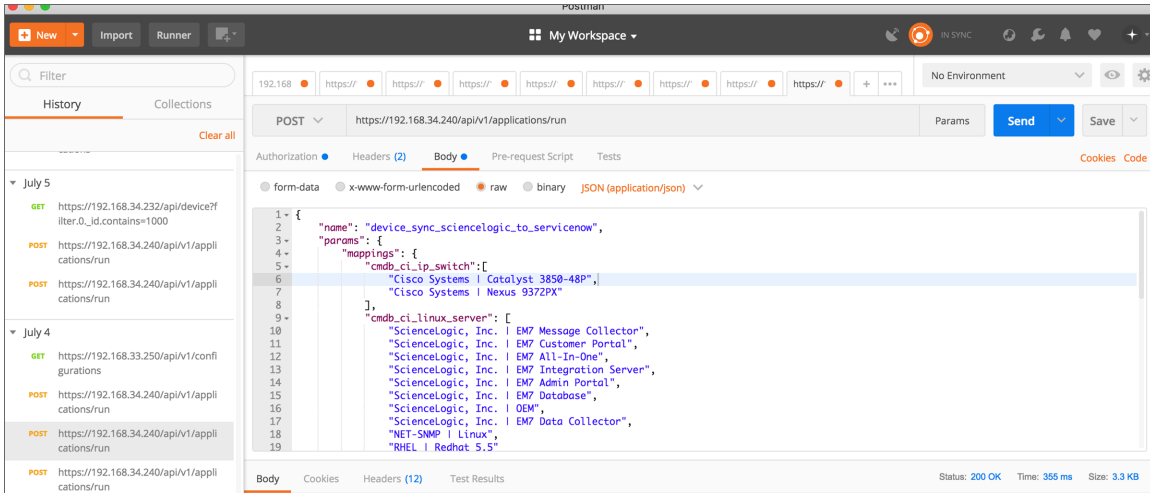 Postman
New
Import
Runner
My Workspace
IN SYNC
Filter
History
Collections
Clear all
July 5
GET https://192.168.34.232/api/device?f
ilter.0._id.contains=1000
POST https://192.168.34.240/api/v1/appli
cations/run
POST https://192.168.34.240/api/v1/appli
cations/run
July 4
GET https://192.168.33.250/api/v1/confi
gurations
POST https://192.168.34.240/api/v1/appli
cations/run
POST https://192.168.34.240/api/v1/appli
cations/run
POST https://192.168.34.240/api/v1/appli
cations/run
192.168 https:// https:// https:// https:// https:// https:// https:// https://
No Environment
POST https://192.168.34.240/api/v1/applications/run Params Send Save
Authorization Headers (2) Body Pre-request Script Tests Cookies Code
form-data x-www-form-urlencoded raw binary JSON (application/json)
1 {
2 "name": "device_sync_sciencelogic_to_servicenow",
3 "params": {
4 "mappings": {
5 "cmdb_ci_ip_switch":[
6 "Cisco Systems | Catalyst 3850-48P",
7 "Cisco Systems | Nexus 9372PX"
8 ],
9 "cmdb_ci_linux_server": [
10 "ScienceLogic, Inc. | EM7 Message Collector",
11 "ScienceLogic, Inc. | EM7 Customer Portal",
12 "ScienceLogic, Inc. | EM7 All-In-One",
13 "ScienceLogic, Inc. | EM7 Integration Server",
14 "ScienceLogic, Inc. | EM7 Admin Portal",
15 "ScienceLogic, Inc. | EM7 Database",
16 "ScienceLogic, Inc. | OEM",
17 "ScienceLogic, Inc. | EM7 Data Collector",
18 "NET-SNMP | Linux",
19 "RHEL | Redhat 5.5"
Body Cookies Headers (12) Test Results Status: 200 OK Time: 355 ms Size: 3.3 KB